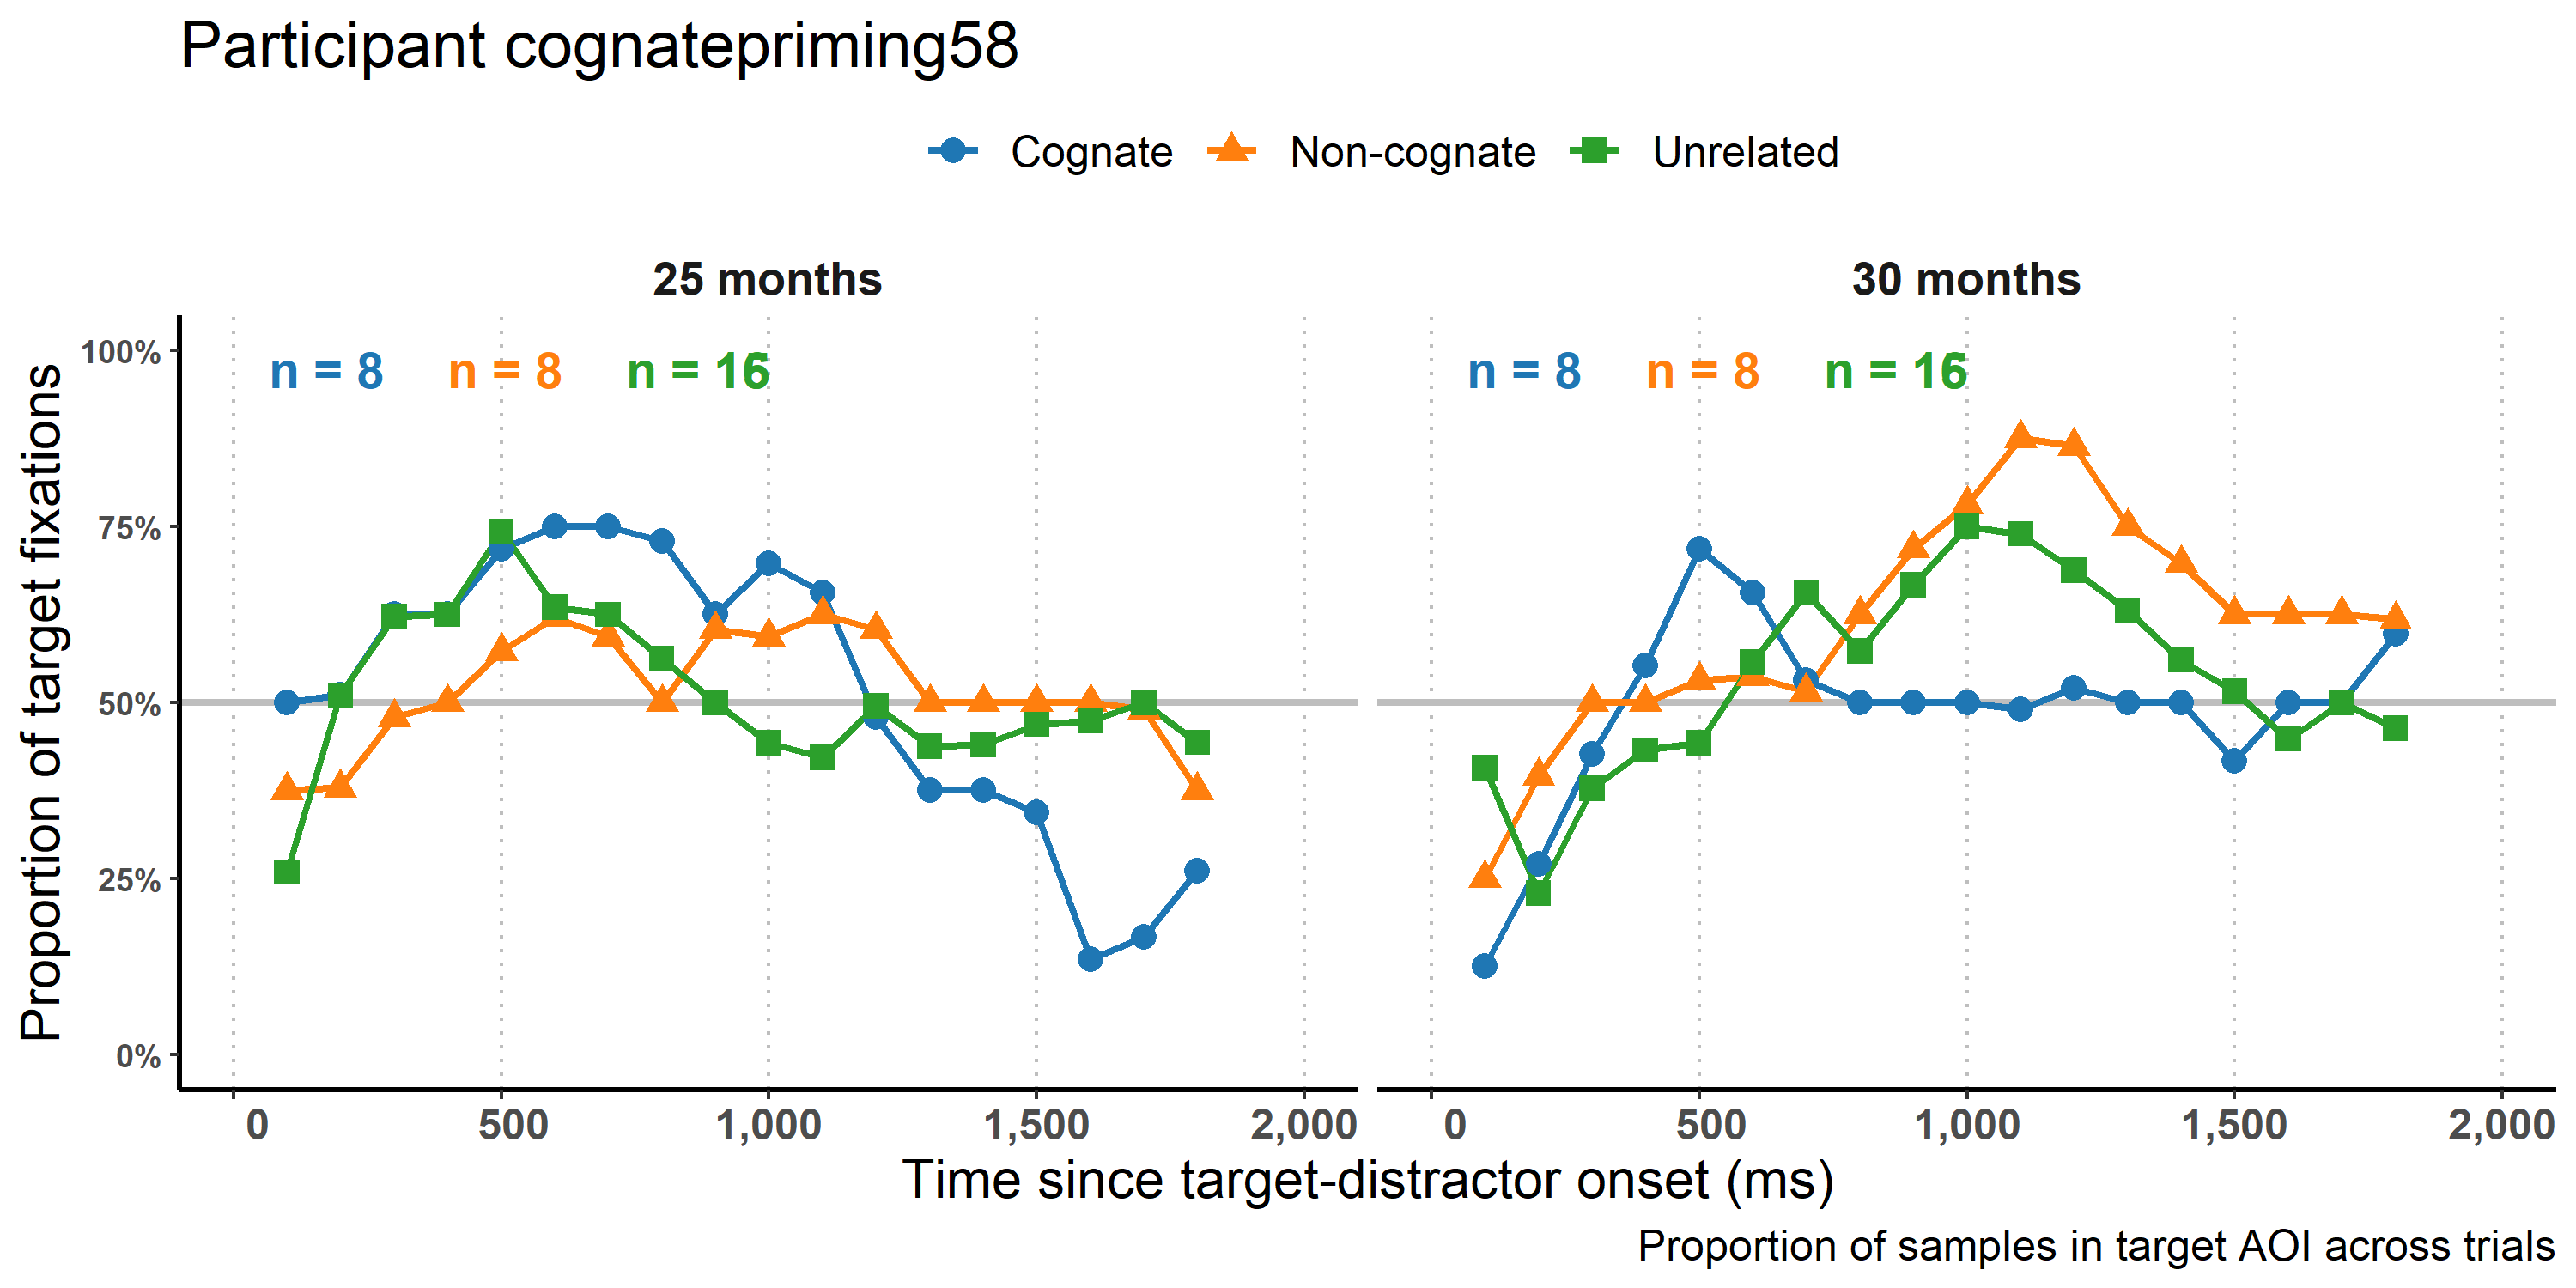 Participant cognatepriming58
Cognate Non-cognate Unrelated
25 months 30 months
n = 8 n = 8 n =
n = 8 n = 8 n =
Proportion of target fixations
100%
75%
50%
25%
0%
0 500 1,000 1,500 2,000
0 500 1,000 1,500 2,000
Time since target-distractor onset (ms)
Proportion of samples in target AOI across trials